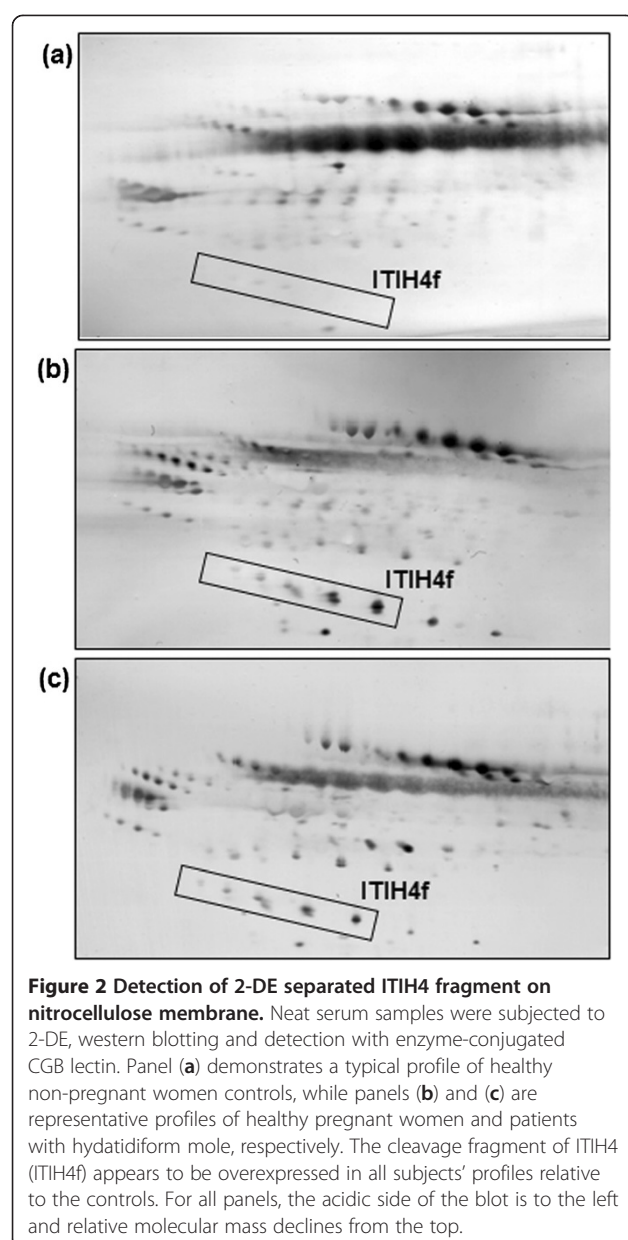 (a)
ITIH4f
(b)
ITIH4f
(c)
ITIH4f
Figure 2 Detection of 2-DE separated ITIH4 fragment on
nitrocellulose membrane. Neat serum samples were subjected to
2-DE, western blotting and detection with enzyme-conjugated
CGB lectin. Panel (a) demonstrates a typical profile of healthy
non-pregnant women controls, while panels (b) and (c) are
representative profiles of healthy pregnant women and patients
with hydatidiform mole, respectively. The cleavage fragment of ITIH4
(ITIH4f) appears to be overexpressed in all subjects’ profiles relative
to the controls. For all panels, the acidic side of the blot is to the left
and relative molecular mass declines from the top.